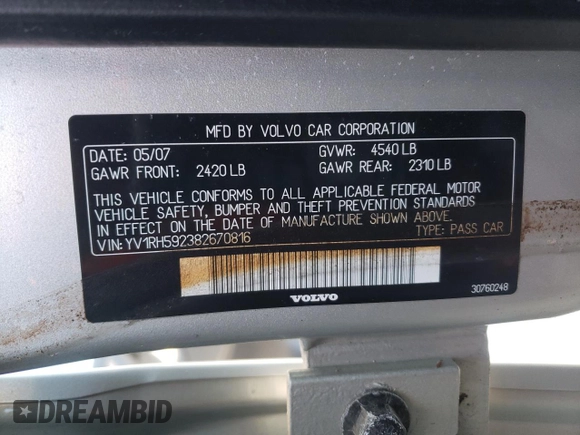 MFD BY VOLVO CAR CORPORATION
DATE: 05/07 GVWR: 4540 LB
GAWR FRONT: 2420 LB GAWR REAR: 2310 LB
THIS VEHICLE CONFORMS TO ALL APPLICABLE FEDERAL MOTOR
VEHICLE SAFETY, BUMPER AND THEFT PREVENTION STANDARDS
IN EFFECT ON THE DATE OF MANUFACTURE SHOWN ABOVE.
VIN: YV1RH592382670816 TYPE: PASS CAR
VOLVO 30760248
DREAMBID